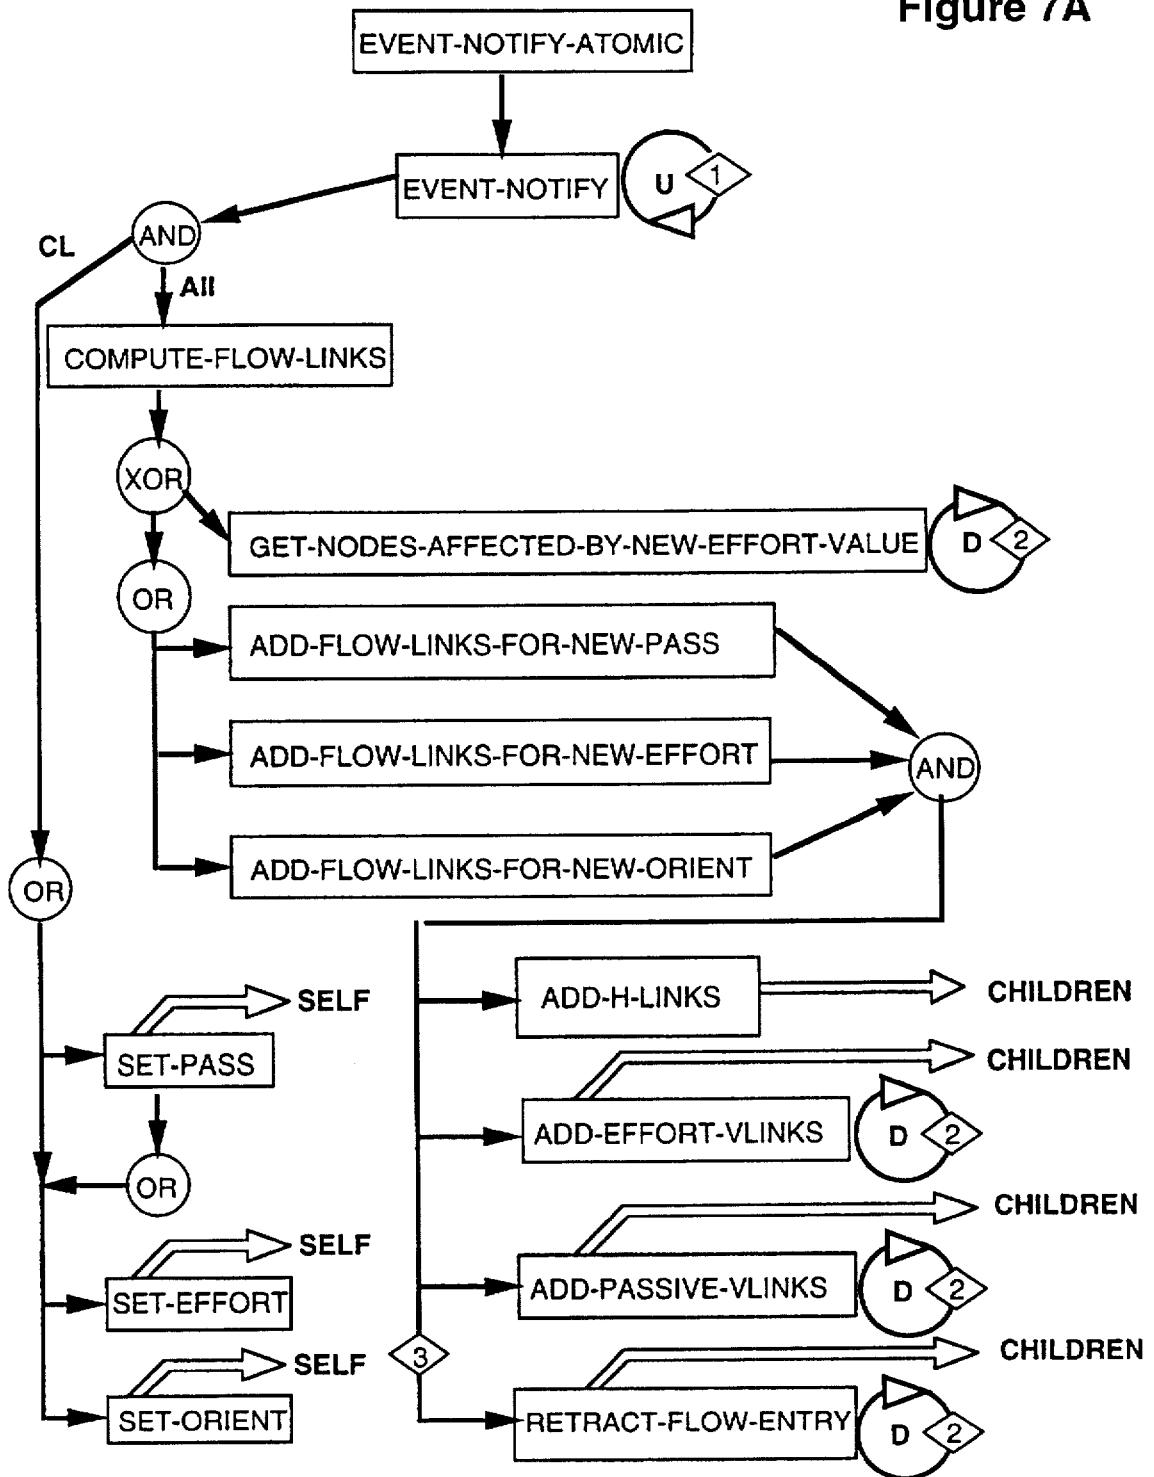 Figure 7A
EVENT-NOTIFY-ATOMIC
EVENT-NOTIFY
U
1
AND
CL
All
COMPUTE-FLOW-LINKS
XOR
GET-NODES-AFFECTED-BY-NEW-EFFORT-VALUE
D
2
OR
ADD-FLOW-LINKS-FOR-NEW-PASS
ADD-FLOW-LINKS-FOR-NEW-EFFORT
AND
ADD-FLOW-LINKS-FOR-NEW-ORIENT
OR
SELF
SET-PASS
OR
SELF
SET-EFFORT
SELF
SET-ORIENT
ADD-H-LINKS
CHILDREN
CHILDREN
ADD-EFFORT-VLINKS
D
2
CHILDREN
ADD-PASSIVE-VLINKS
D
2
3
CHILDREN
RETRACT-FLOW-ENTRY
D
2